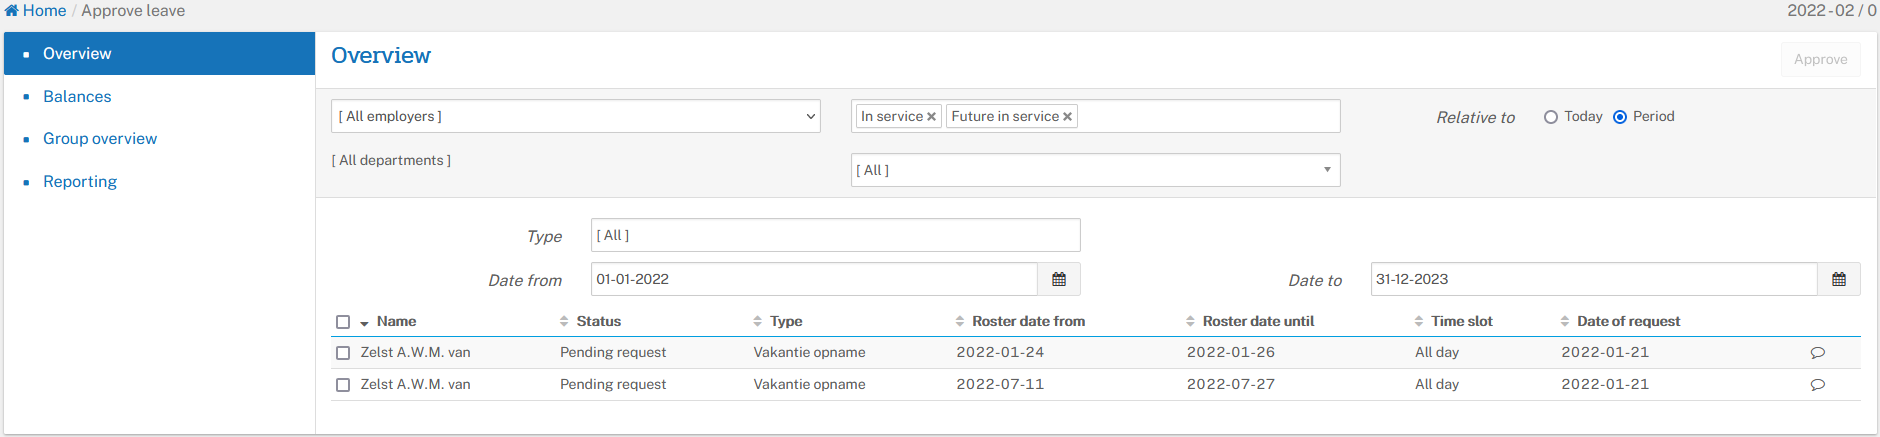 Home / Approve leave
2022-02 / 0
Overview
Balances
Group overview
Reporting
Overview
Approve
[ All employers ]
In service × Future in service ×
Relative to Today Period
[ All departments ]
[ All ]
Type [ All ]
Date from 01-01-2022 Date to 31-12-2023
Name Status Type Roster date from Roster date until Time slot Date of request
Zelst A.W.M. van Pending request Vakantie opname 2022-01-24 2022-01-26 All day 2022-01-21
Zelst A.W.M. van Pending request Vakantie opname 2022-07-11 2022-07-27 All day 2022-01-21